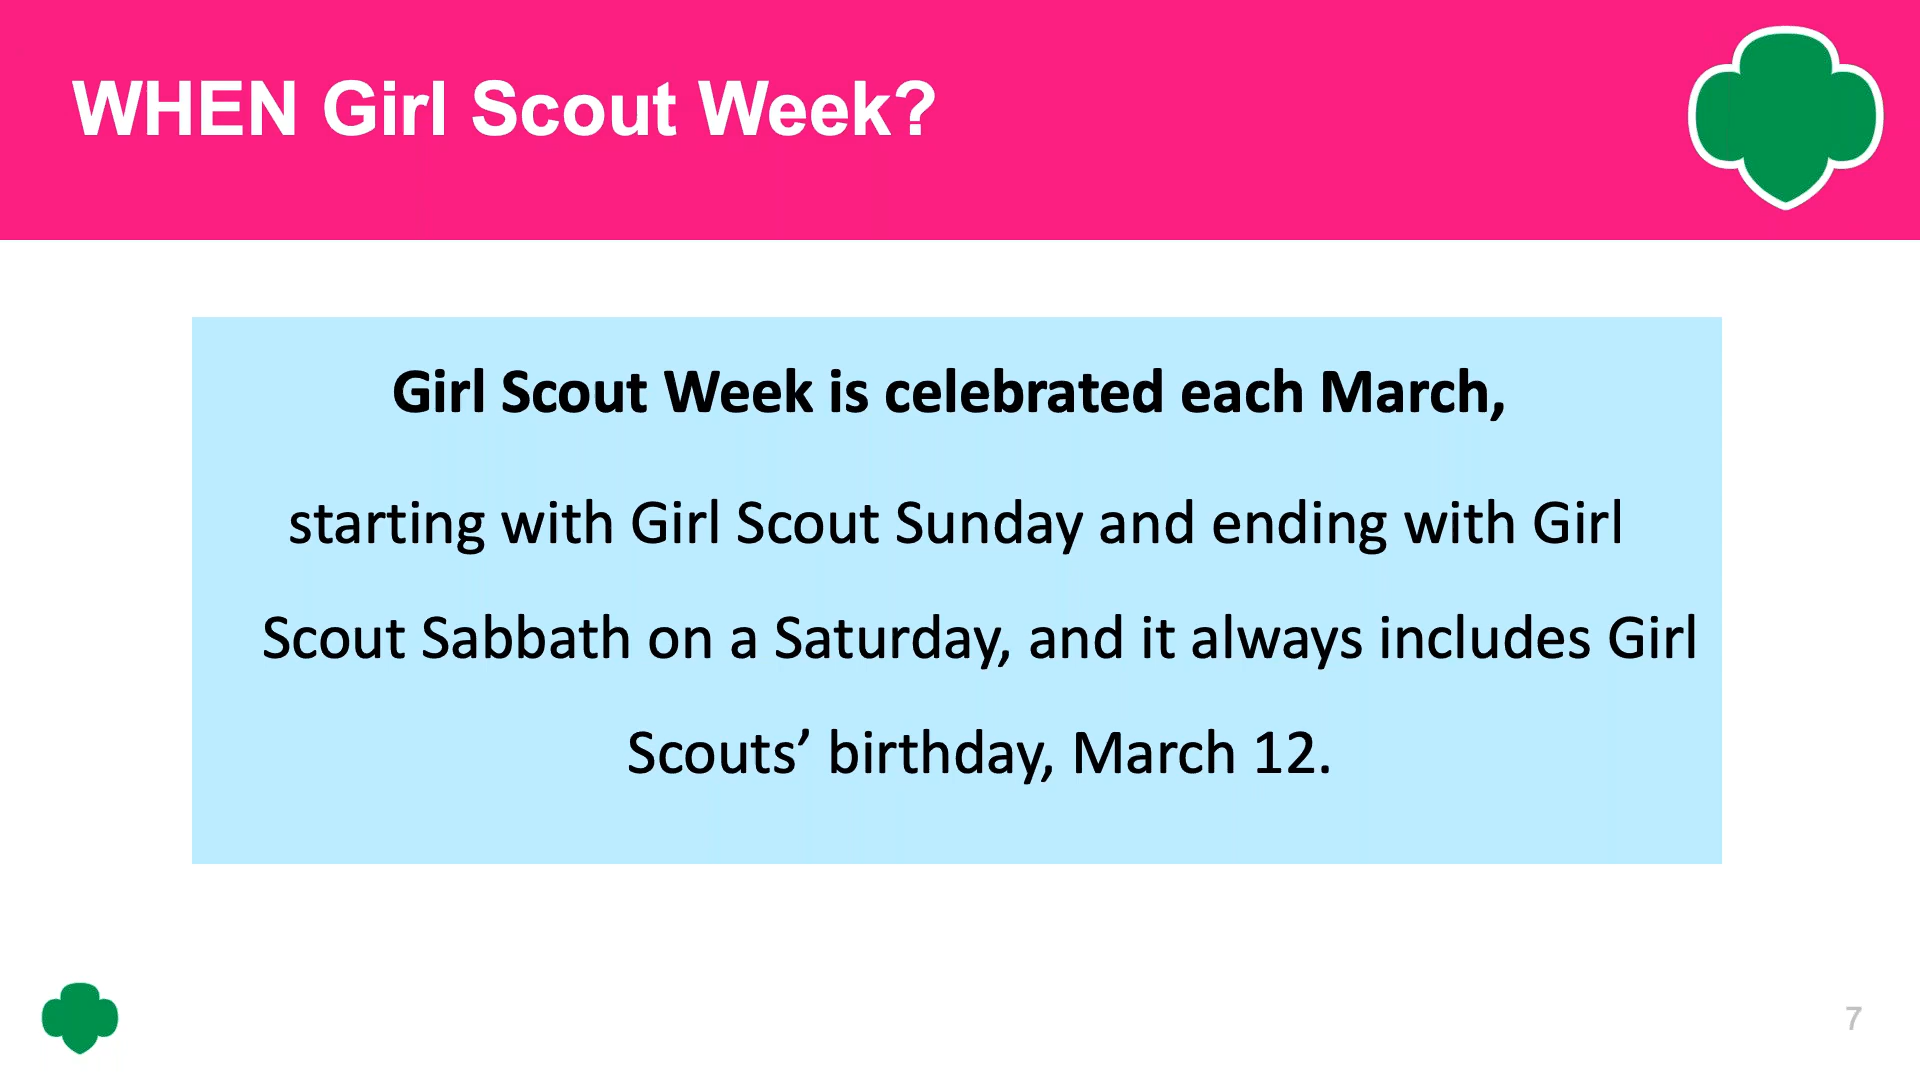 WHEN Girl Scout Week?
Girl Scout Week is celebrated each March,
starting with Girl Scout Sunday and ending with Girl
Scout Sabbath on a Saturday, and it always includes Girl
Scouts’ birthday, March 12.
7